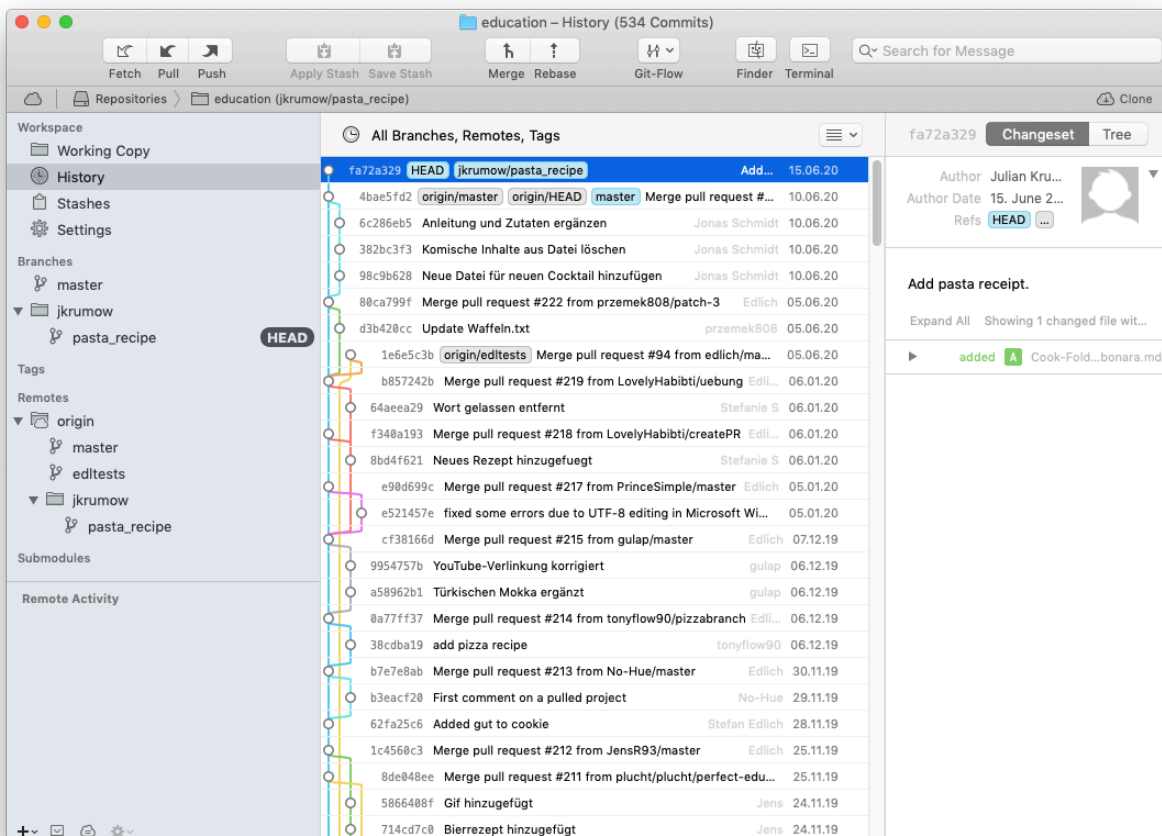 education – History (534 Commits)
Fetch Pull Push Apply Stash Save Stash Merge Rebase Git-Flow Finder Terminal Search for Message
Repositories education (jkrumow/pasta_recipe) Clone
Workspace
Working Copy
History
Stashes
Settings
Branches
master
jkrumow
pasta_recipe HEAD
Tags
Remotes
origin
master
edltests
jkrumow
pasta_recipe
Submodules
Remote Activity
All Branches, Remotes, Tags
fa72a329 HEAD jkrumow/pasta_recipe Add... 15.06.20
4bae5fd2 origin/master origin/HEAD master Merge pull request #... 10.06.20
6c286eb5 Anleitung und Zutaten ergänzen Jonas Schmidt 10.06.20
382bc3f3 Komische Inhalte aus Datei löschen Jonas Schmidt 10.06.20
98c9b628 Neue Datei für neuen Cocktail hinzufügen Jonas Schmidt 10.06.20
80ca799f Merge pull request #222 from przemek808/patch-3 Edlich 05.06.20
d3b420cc Update Waffeln.txt przemek808 05.06.20
1e6e5c3b origin/edltests Merge pull request #94 from edlich/ma... 05.06.20
b857242b Merge pull request #219 from LovelyHabibti/uebung Edli... 06.01.20
64aeea29 Wort gelassen entfernt Stefanie S 06.01.20
f340a193 Merge pull request #218 from LovelyHabibti/createPR Edli... 06.01.20
8bd4f621 Neues Rezept hinzugefuegt Stefanie S 06.01.20
e90d699c Merge pull request #217 from PrinceSimple/master Edlich 05.01.20
e521457e fixed some errors due to UTF-8 editing in Microsoft Wi... 05.01.20
cf38166d Merge pull request #215 from gulap/master Edlich 07.12.19
9954757b YouTube-Verlinkung korrigiert gulap 06.12.19
a58962b1 Türkischen Mokka ergänzt gulap 06.12.19
0a77ff37 Merge pull request #214 from tonyflow90/pizzabranch Edli... 06.12.19
38cdba19 add pizza recipe tonyflow90 06.12.19
b7e7e8ab Merge pull request #213 from No-Hue/master Edlich 30.11.19
b3eacf20 First comment on a pulled project No-Hue 29.11.19
62fa25c6 Added gut to cookie Stefan Edlich 28.11.19
1c4560c3 Merge pull request #212 from JensR93/master Edlich 25.11.19
8de048ee Merge pull request #211 from plucht/plucht/perfect-edu... 25.11.19
5866408f Gif hinzugefügt Jens 24.11.19
714cd7c0 Bierrezept hinzugefügt Jens 24.11.19
fa72a329 Changeset Tree
Author Julian Kru...
Author Date 15. June 2...
Refs HEAD ...
Add pasta receipt.
Expand All Showing 1 changed file wit...
added A Cook-Fold...bonara.md